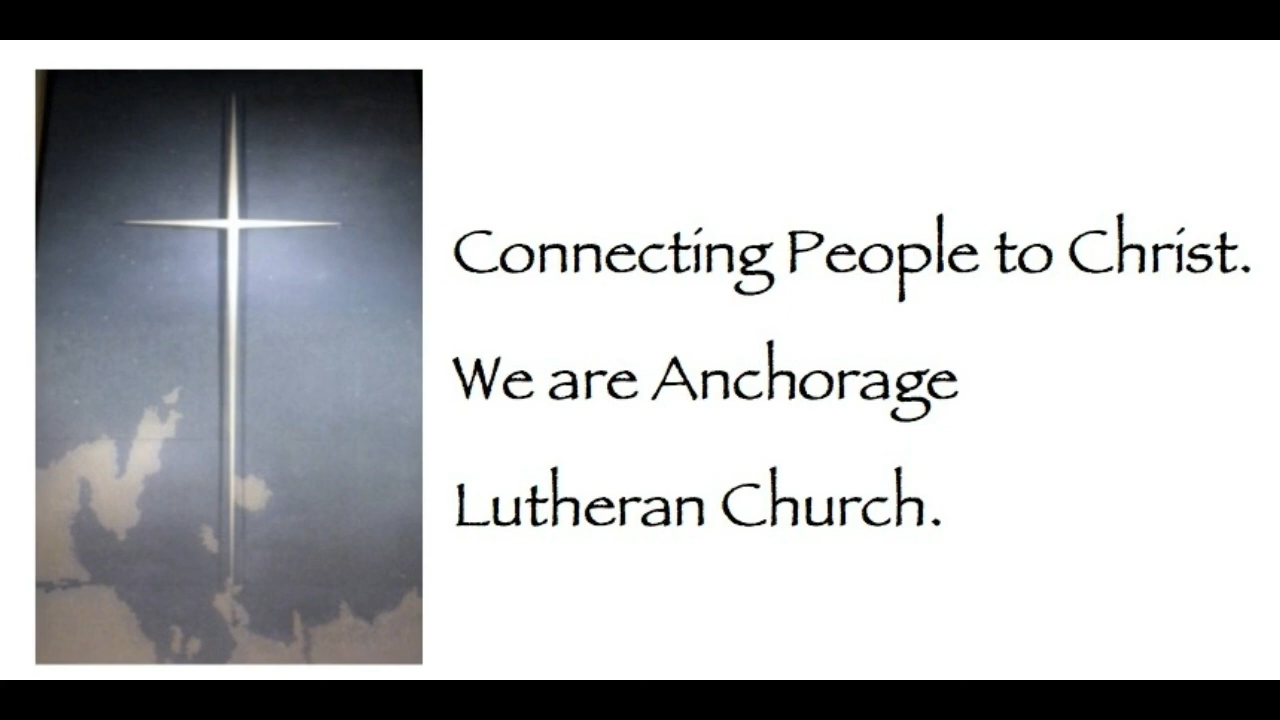 Connecting People to Christ.
We are Anchorage
Lutheran Church.